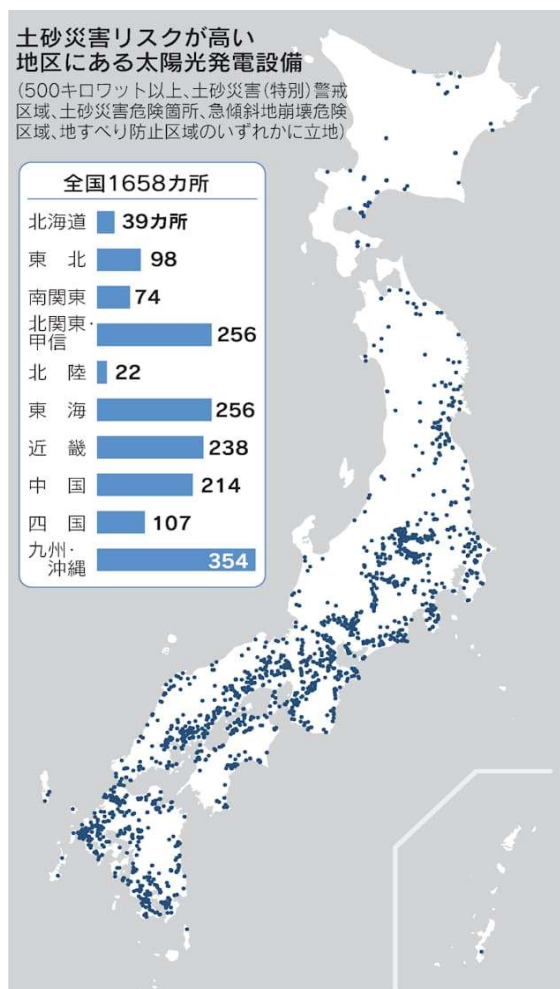 土砂災害リスクが高い
地区にある太陽光発電設備
(500キロワット以上、土砂災害(特別)警戒
区域、土砂災害危険箇所、急傾斜地崩壊危険
区域、地すべり防止区域のいずれかに立地)
全国1658カ所
北海道 39カ所
東北 98
南関東 74
北関東・
甲信 256
北陸 22
東海 256
近畿 238
中国 214
四国 107
九州・
沖縄 354